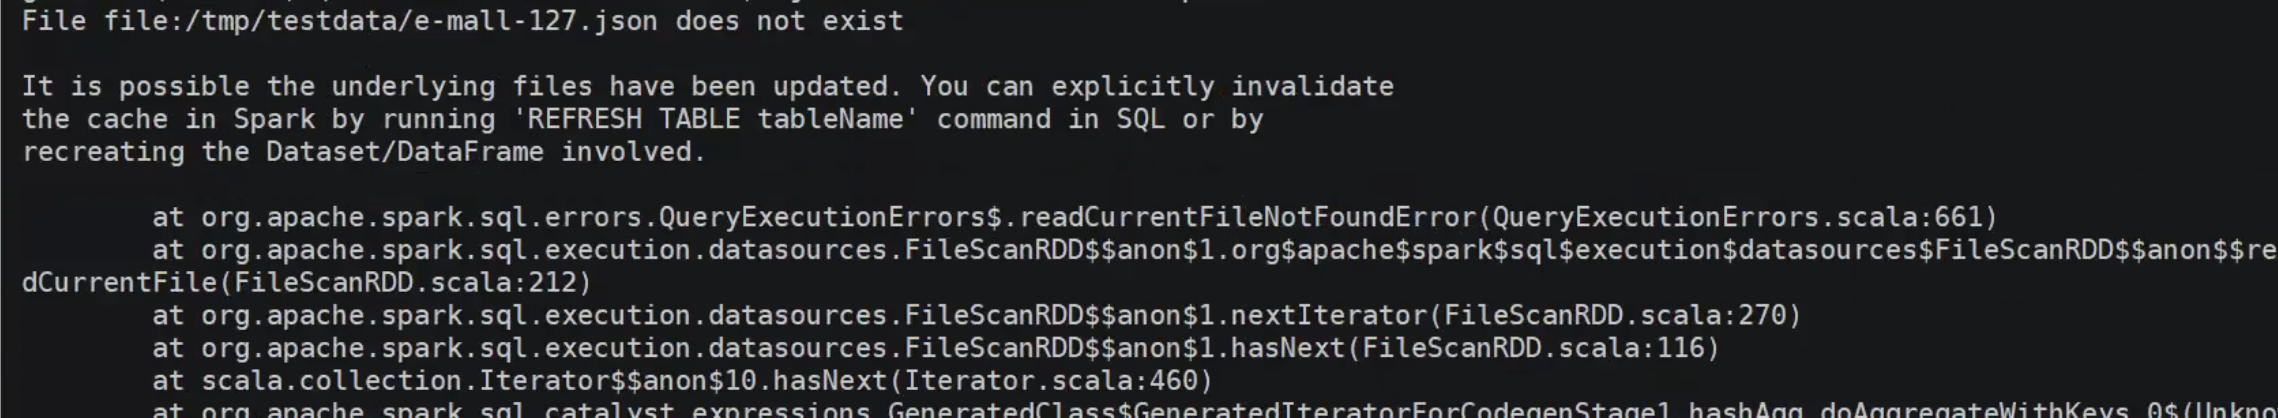 File file:/tmp/testdata/e-mall-127.json does not exist
It is possible the underlying files have been updated. You can explicitly invalidate
the cache in Spark by running 'REFRESH TABLE tableName' command in SQL or by
recreating the Dataset/DataFrame involved.
at org.apache.spark.sql.errors.QueryExecutionErrors$.readCurrentFileNotFoundError(QueryExecutionErrors.scala:661)
at org.apache.spark.sql.execution.datasources.FileScanRDD$$anon$1.org$apache$spark$sql$execution$datasources$FileScanRDD$$anon$$re
dCurrentFile(FileScanRDD.scala:212)
at org.apache.spark.sql.execution.datasources.FileScanRDD$$anon$1.nextIterator(FileScanRDD.scala:270)
at org.apache.spark.sql.execution.datasources.FileScanRDD$$anon$1.hasNext(FileScanRDD.scala:116)
at scala.collection.Iterator$$anon$10.hasNext(Iterator.scala:460)
at org.apache.spark.sql.catalyst.expressions.GeneratedClass$GeneratedIteratorForCodegenStage1.hashAgg_doAggregateWithKeys_0$(Unkno